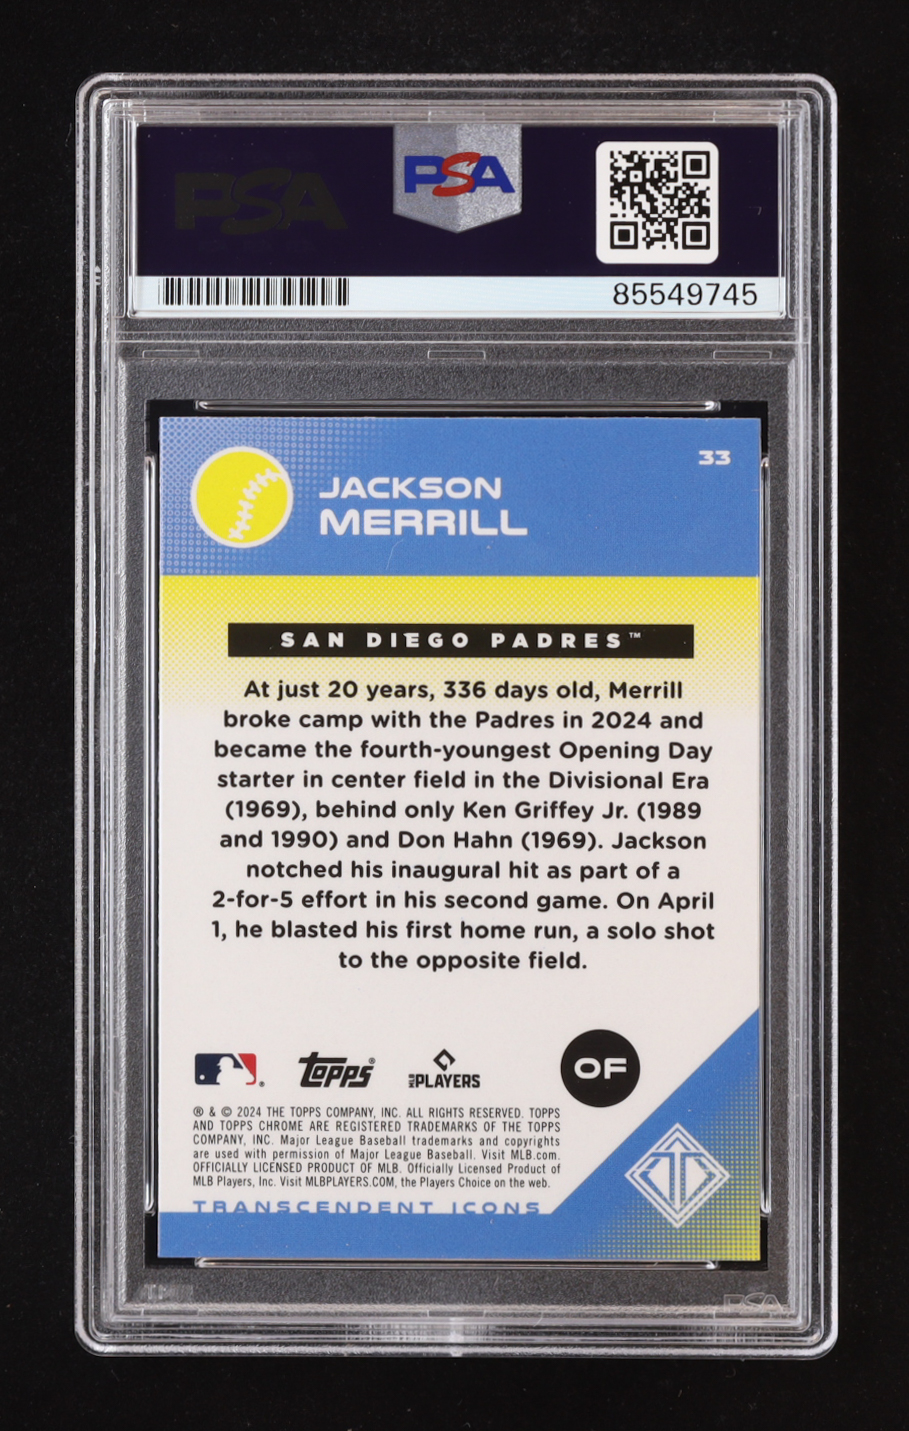 PSA
PSA
85549745
33
JACKSON
MERRILL
SAN DIEGO PADRES™
At just 20 years, 336 days old, Merrill
broke camp with the Padres in 2024 and
became the fourth-youngest Opening Day
starter in center field in the Divisional Era
(1969), behind only Ken Griffey Jr. (1989
and 1990) and Don Hahn (1969). Jackson
notched his inaugural hit as part of a
2-for-5 effort in his second game. On April
1, he blasted his first home run, a solo shot
to the opposite field.
Topps®
MLB PLAYERS
OF
® & © 2024 THE TOPPS COMPANY, INC. ALL RIGHTS RESERVED. TOPPS
AND TOPPS CHROME ARE REGISTERED TRADEMARKS OF THE TOPPS
COMPANY, INC. Major League Baseball trademarks and copyrights
are used with permission of Major League Baseball. Visit MLB.com.
OFFICIALLY LICENSED PRODUCT OF MLB. Officially Licensed Product of
MLB Players, Inc. Visit MLBPLAYERS.COM, the Players Choice on the web.
TRANSCENDENT ICONS
PSA